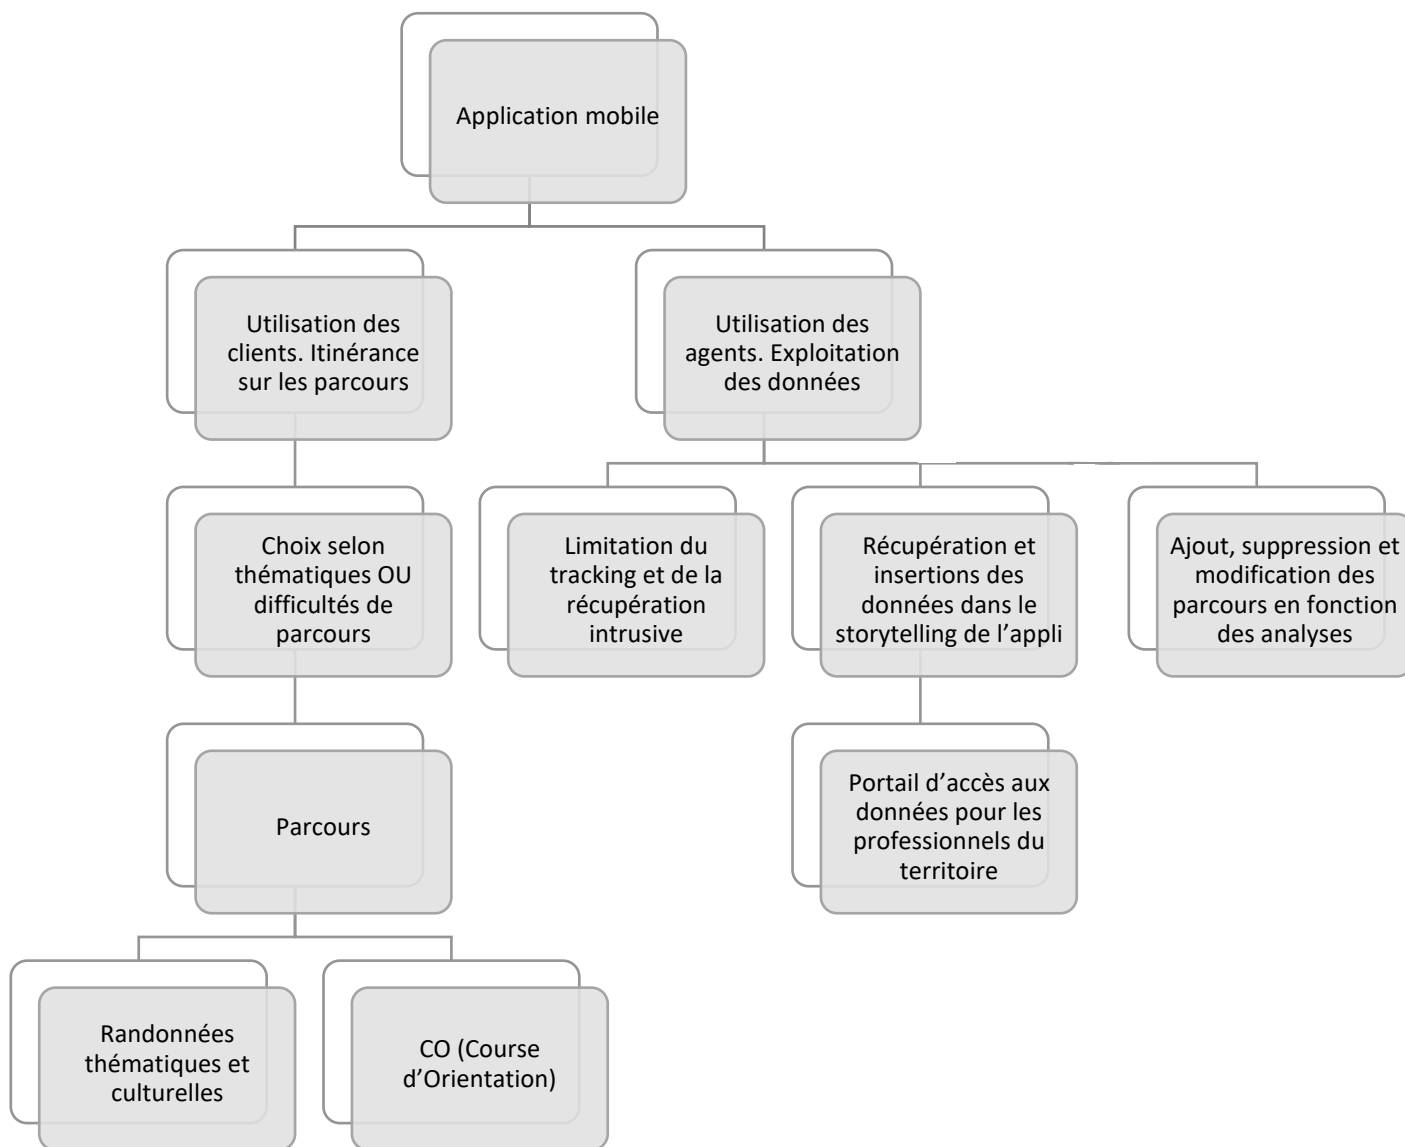 Application mobile
Utilisation des
clients. Itinérance
sur les parcours
Utilisation des
agents. Exploitation
des données
Choix selon
thématiques OU
difficultés de
parcours
Limitation du
tracking et de la
récupération
intrusive
Récupération et
insertions des
données dans le
storytelling de l’appli
Ajout, suppression et
modification des
parcours en fonction
des analyses
Parcours
Portail d’accès aux
données pour les
professionnels du
territoire
Randonnées
thématiques et
culturelles
CO (Course
d’Orientation)